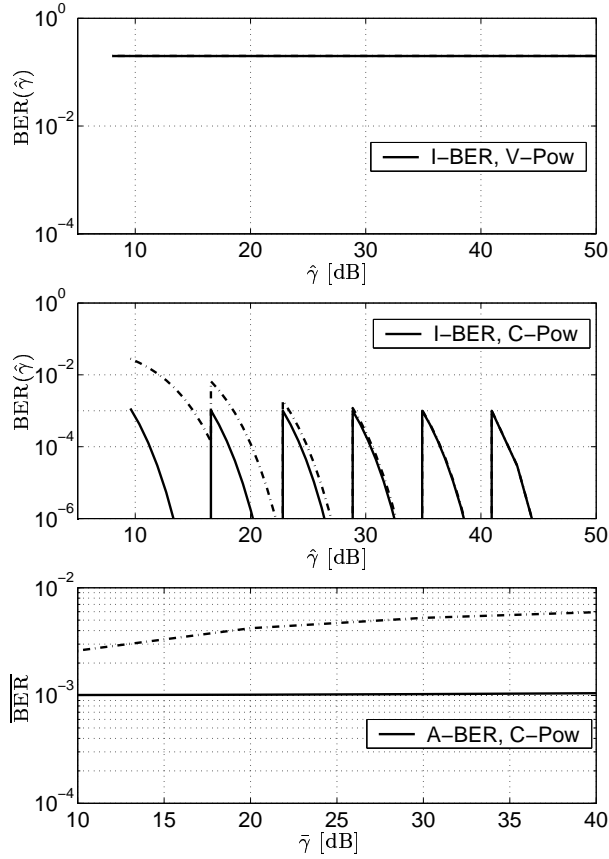 10^0
10^-2
10^-4
BER(γ̂)
I-BER, V-Pow
10 20 30 40 50
γ̂ [dB]
10^0
10^-2
10^-4
10^-6
BER(γ̂)
I-BER, C-Pow
10 20 30 40 50
γ̂ [dB]
10^-2
10^-3
10^-4
B̅E̅R̅
A-BER, C-Pow
10 15 20 25 30 35 40
γ̄ [dB]